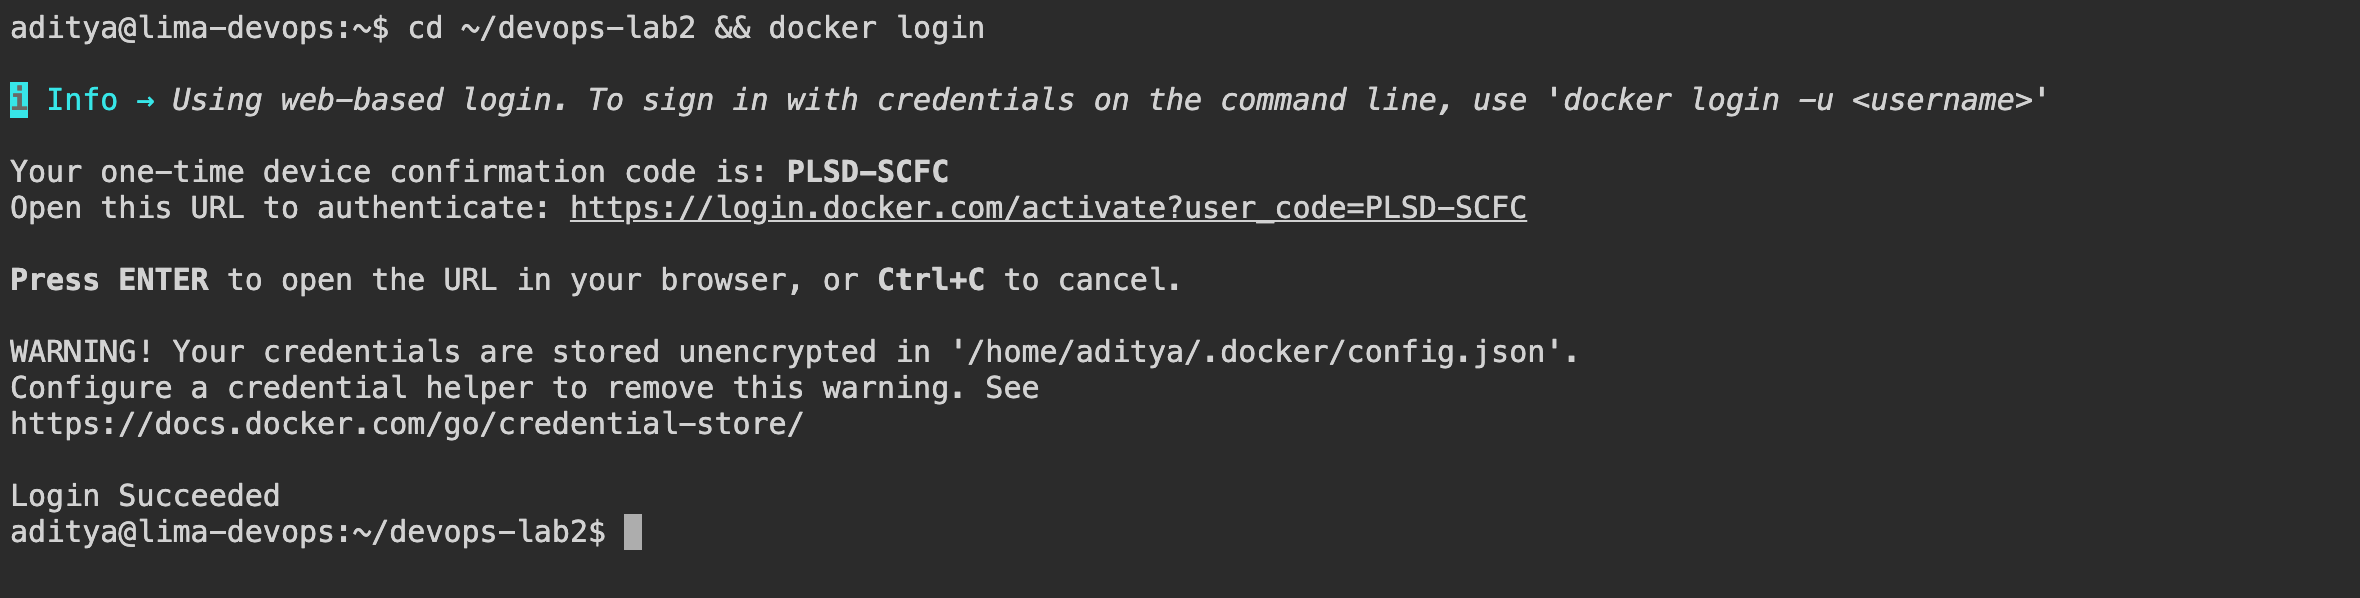 aditya@lima-devops:~$ cd ~/devops-lab2 && docker login
i Info → Using web-based login. To sign in with credentials on the command line, use 'docker login -u <username>'
Your one-time device confirmation code is: PLSD-SCFC
Open this URL to authenticate: https://login.docker.com/activate?user_code=PLSD-SCFC
Press ENTER to open the URL in your browser, or Ctrl+C to cancel.
WARNING! Your credentials are stored unencrypted in '/home/aditya/.docker/config.json'.
Configure a credential helper to remove this warning. See
https://docs.docker.com/go/credential-store/
Login Succeeded
aditya@lima-devops:~/devops-lab2$